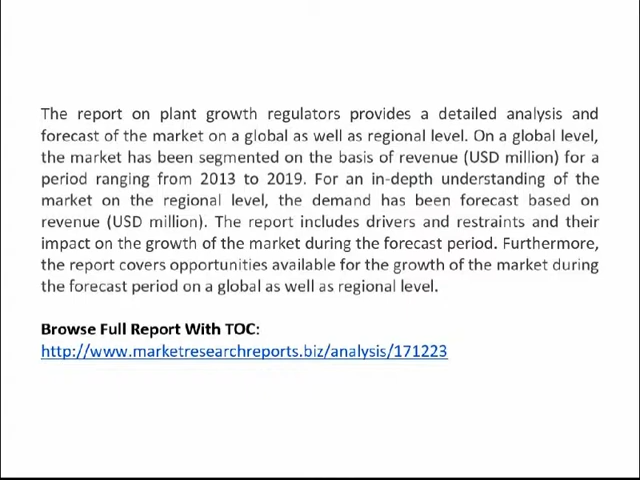 The report on plant growth regulators provides a detailed analysis and
forecast of the market on a global as well as regional level. On a global level,
the market has been segmented on the basis of revenue (USD million) for a
period ranging from 2013 to 2019. For an in-depth understanding of the
market on the regional level, the demand has been forecast based on
revenue (USD million). The report includes drivers and restraints and their
impact on the growth of the market during the forecast period. Furthermore,
the report covers opportunities available for the growth of the market during
the forecast period on a global as well as regional level.
Browse Full Report With TOC:
http://www.marketresearchreports.biz/analysis/171223